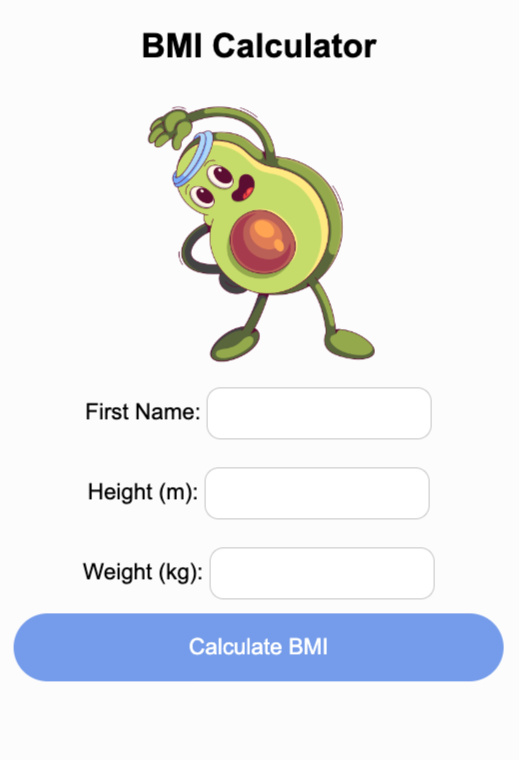 BMI Calculator
First Name:
Height (m):
Weight (kg):
Calculate BMI